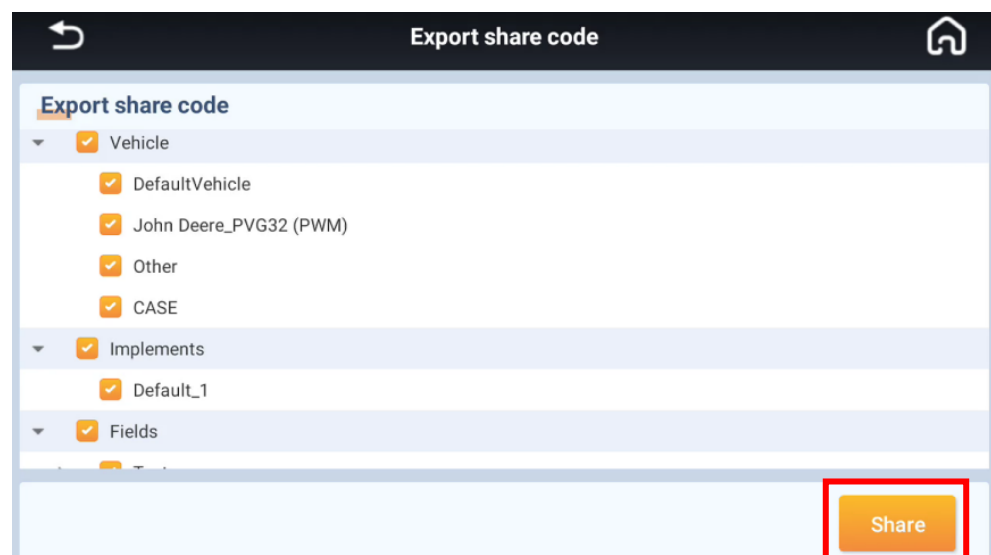 Export share code
Export share code
Vehicle
DefaultVehicle
John Deere_PVG32 (PWM)
Other
CASE
Implements
Default_1
Fields
Share